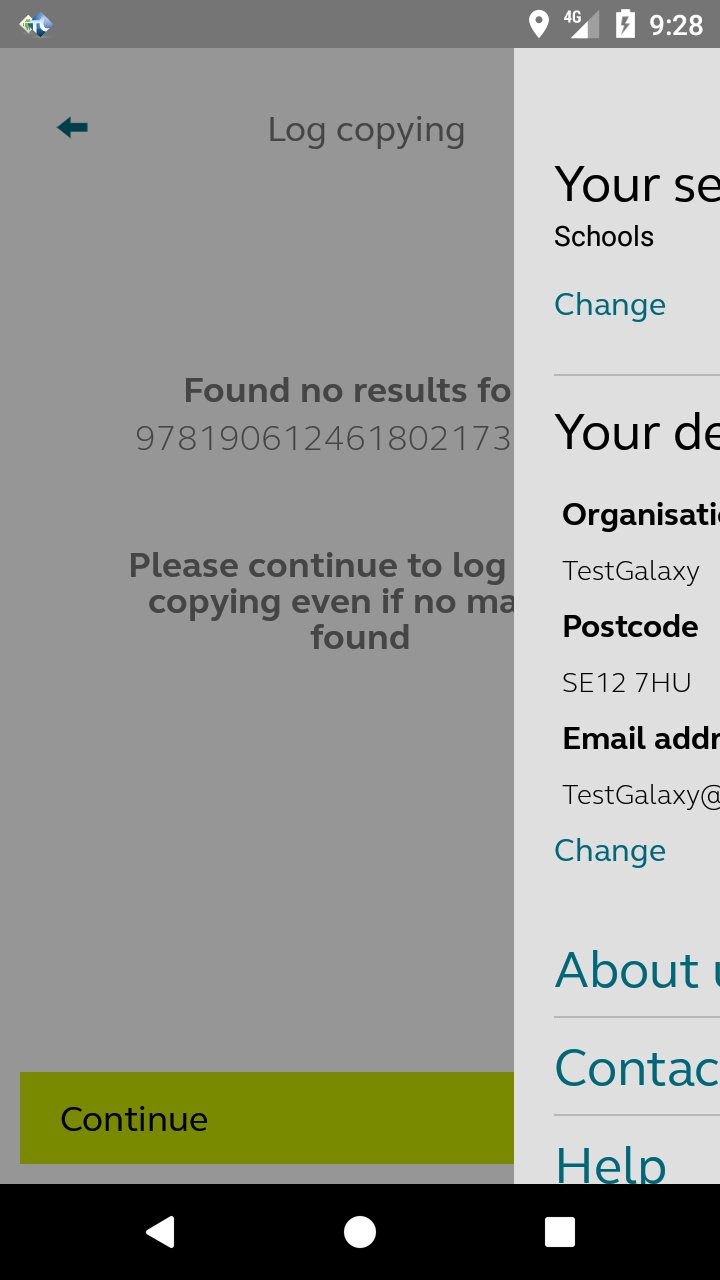 4G 9:28
Log copying
Found no results fo
978190612461802173
Please continue to log
copying even if no ma
found
Continue
Your se
Schools
Change
Your de
Organisati
TestGalaxy
Postcode
SE12 7HU
Email addr
TestGalaxy@
Change
About u
Contac
Help